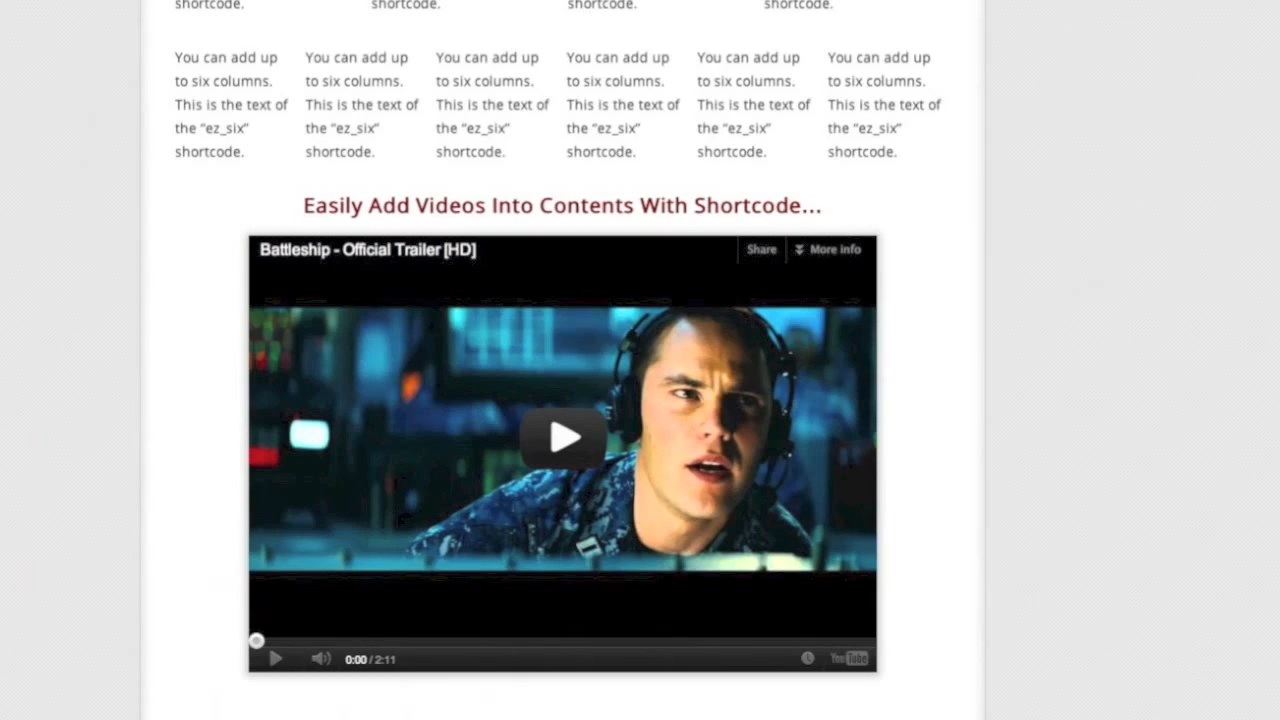 shortcode. shortcode. shortcode. shortcode.
You can add up You can add up You can add up You can add up You can add up You can add up
to six columns. to six columns. to six columns. to six columns. to six columns. to six columns.
This is the text of This is the text of This is the text of This is the text of This is the text of This is the text of
the “ez_six” the “ez_six” the “ez_six” the “ez_six” the “ez_six” the “ez_six”
shortcode. shortcode. shortcode. shortcode. shortcode. shortcode.
Easily Add Videos Into Contents With Shortcode...
Battleship - Official Trailer [HD] Share More info
0:00 / 2:11 YouTube